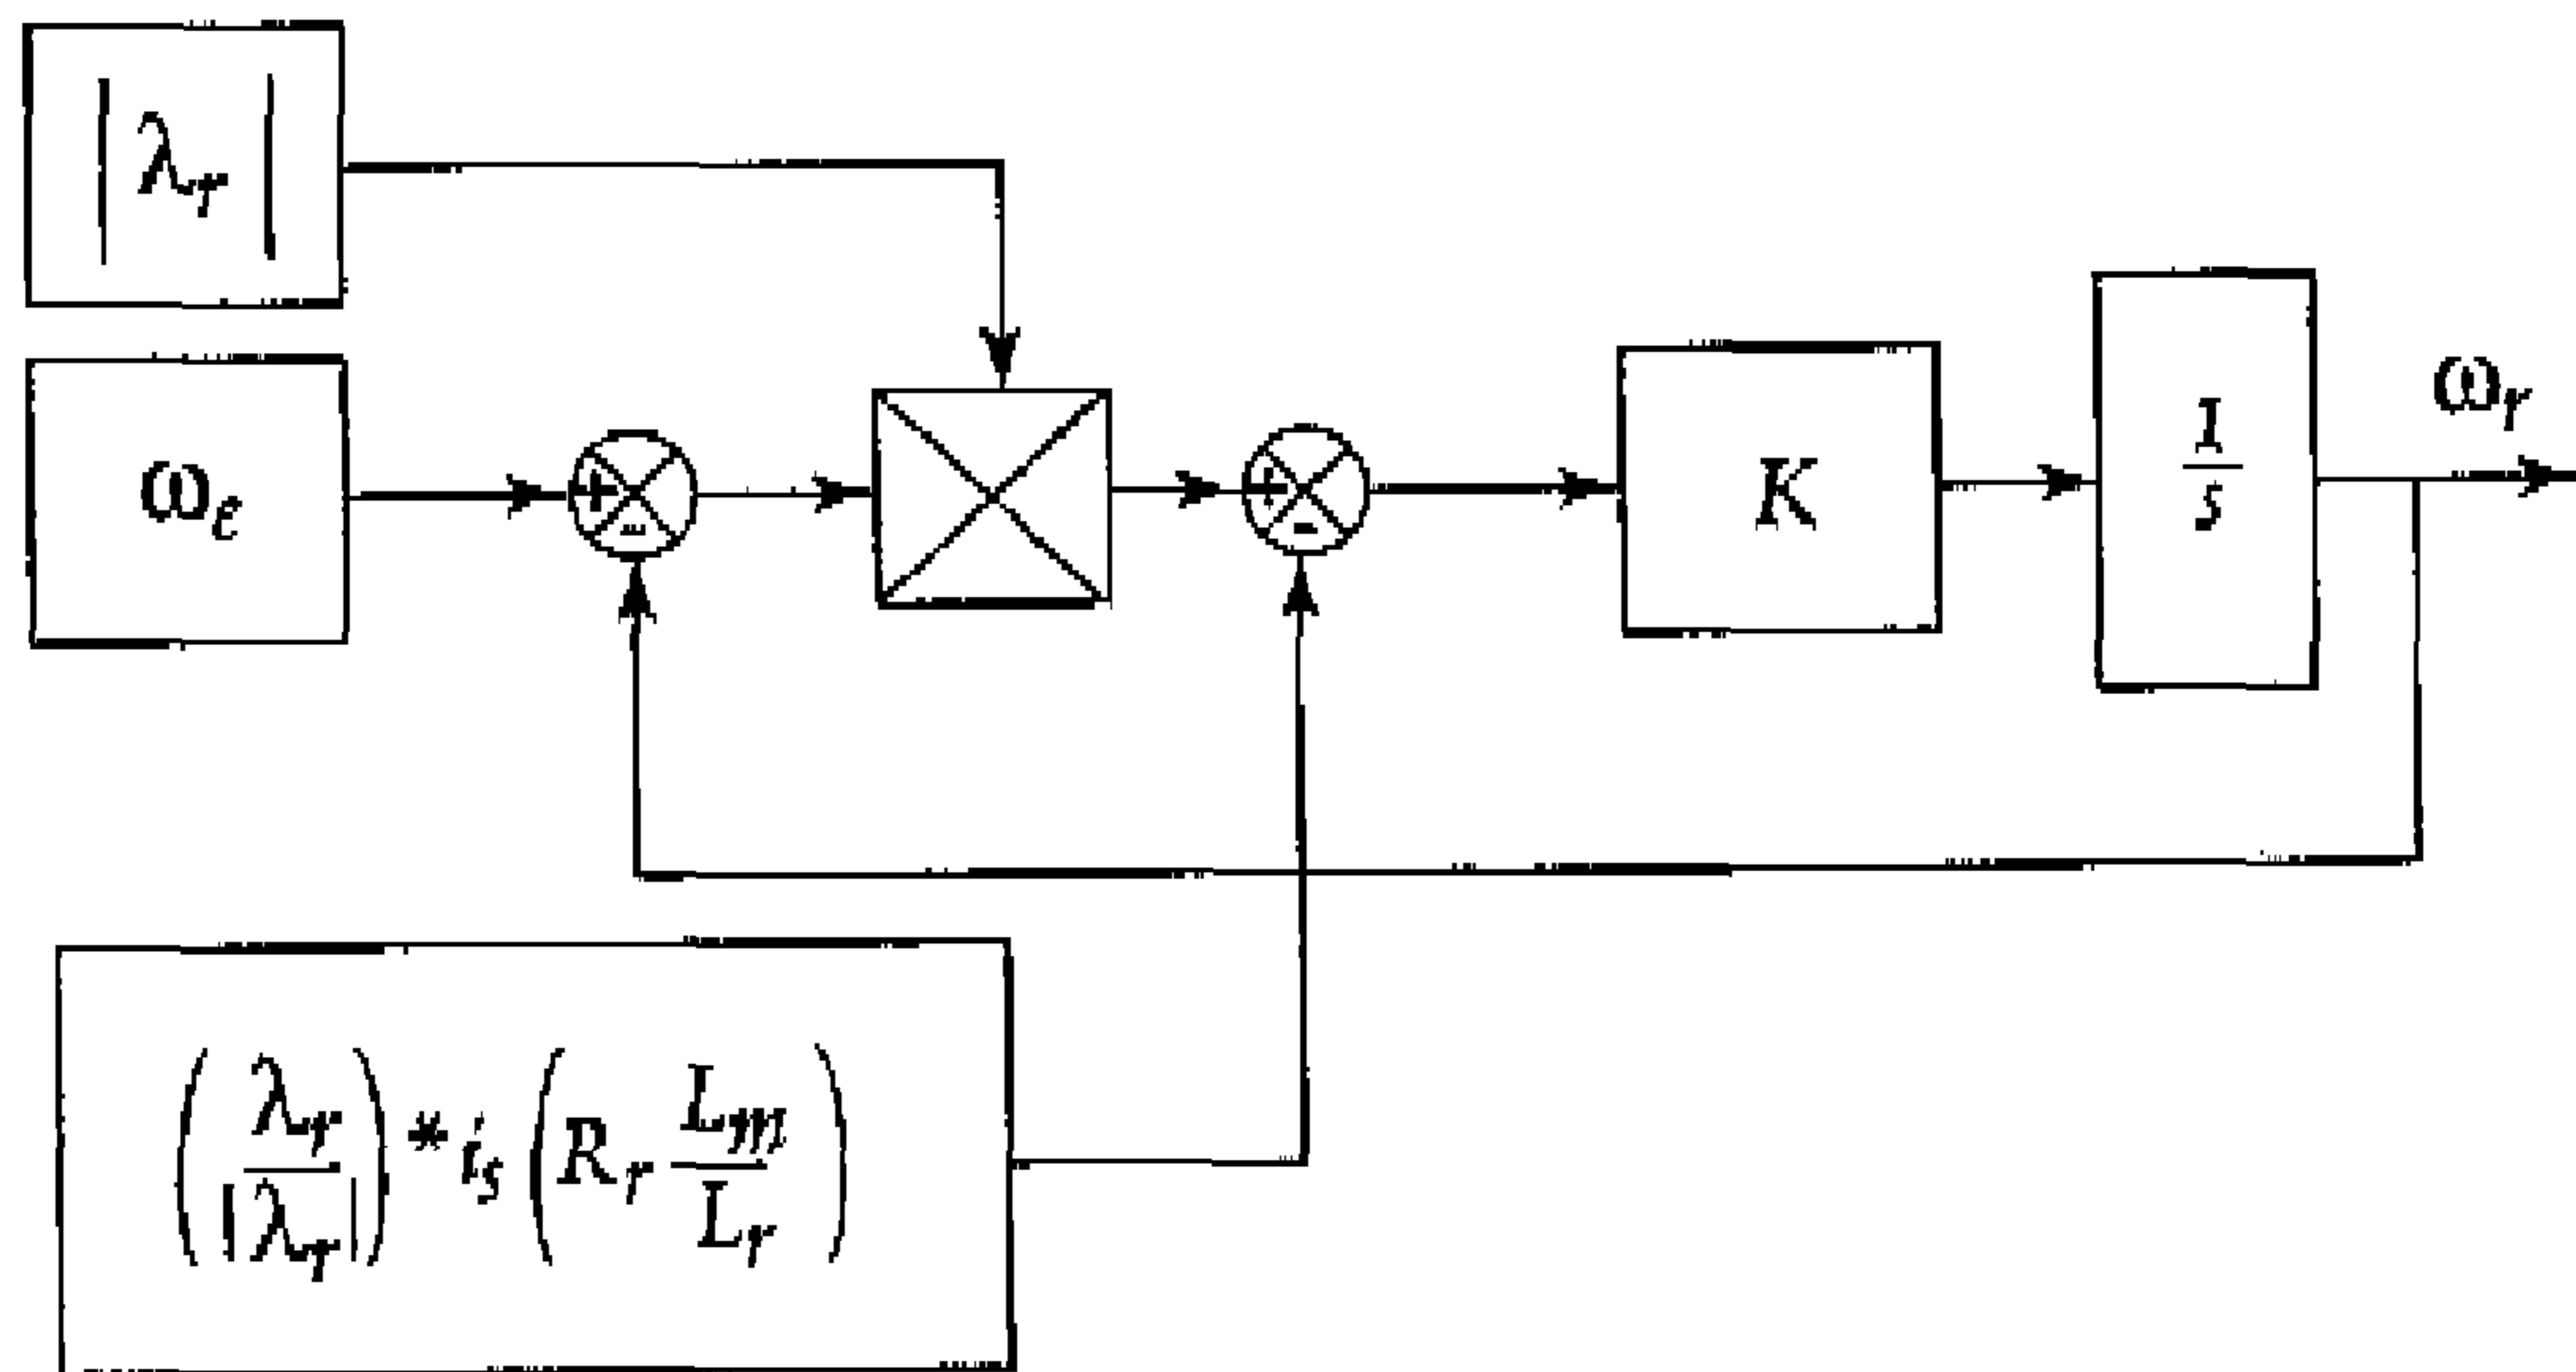 | λr |
ωe
+
-
+
-
K
1/s
ωr
(λr/|λr|)* is (Rr Lm/Lr)